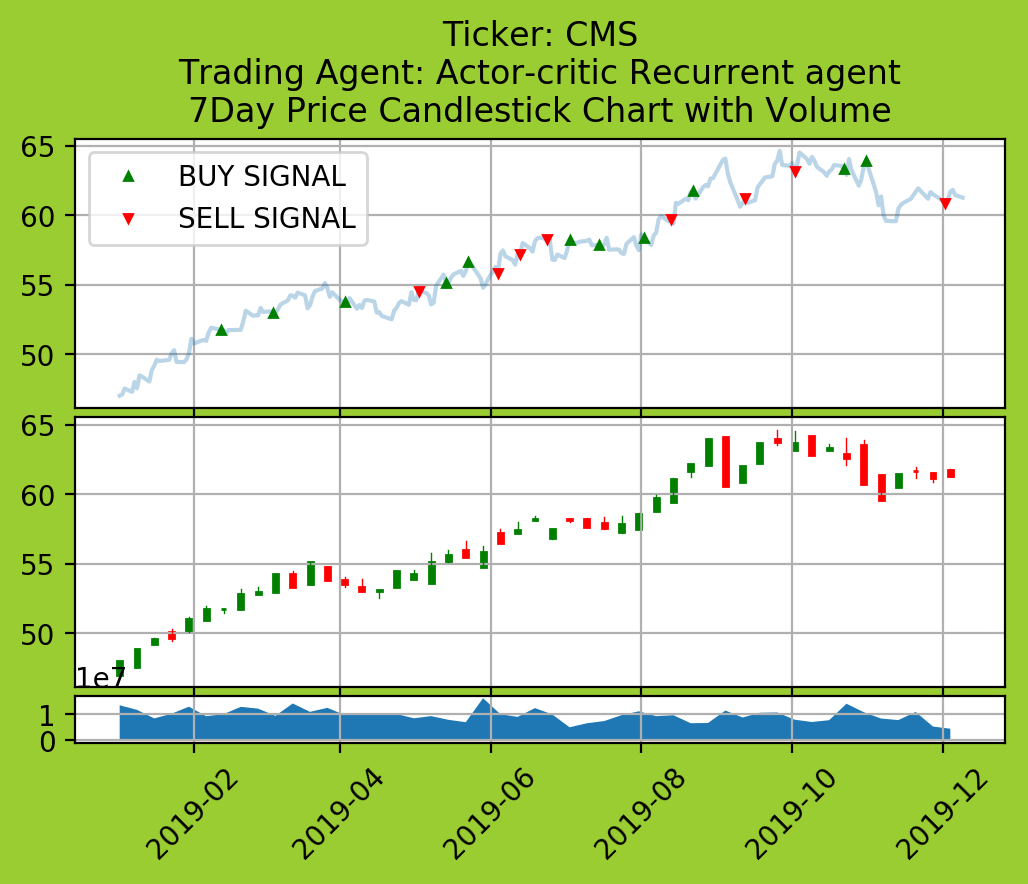 Ticker: CMS
Trading Agent: Actor-critic Recurrent agent
7Day Price Candlestick Chart with Volume
65
60
55
50
BUY SIGNAL
SELL SIGNAL
65
60
55
50
1e7
1
0
2019-02
2019-04
2019-06
2019-08
2019-10
2019-12